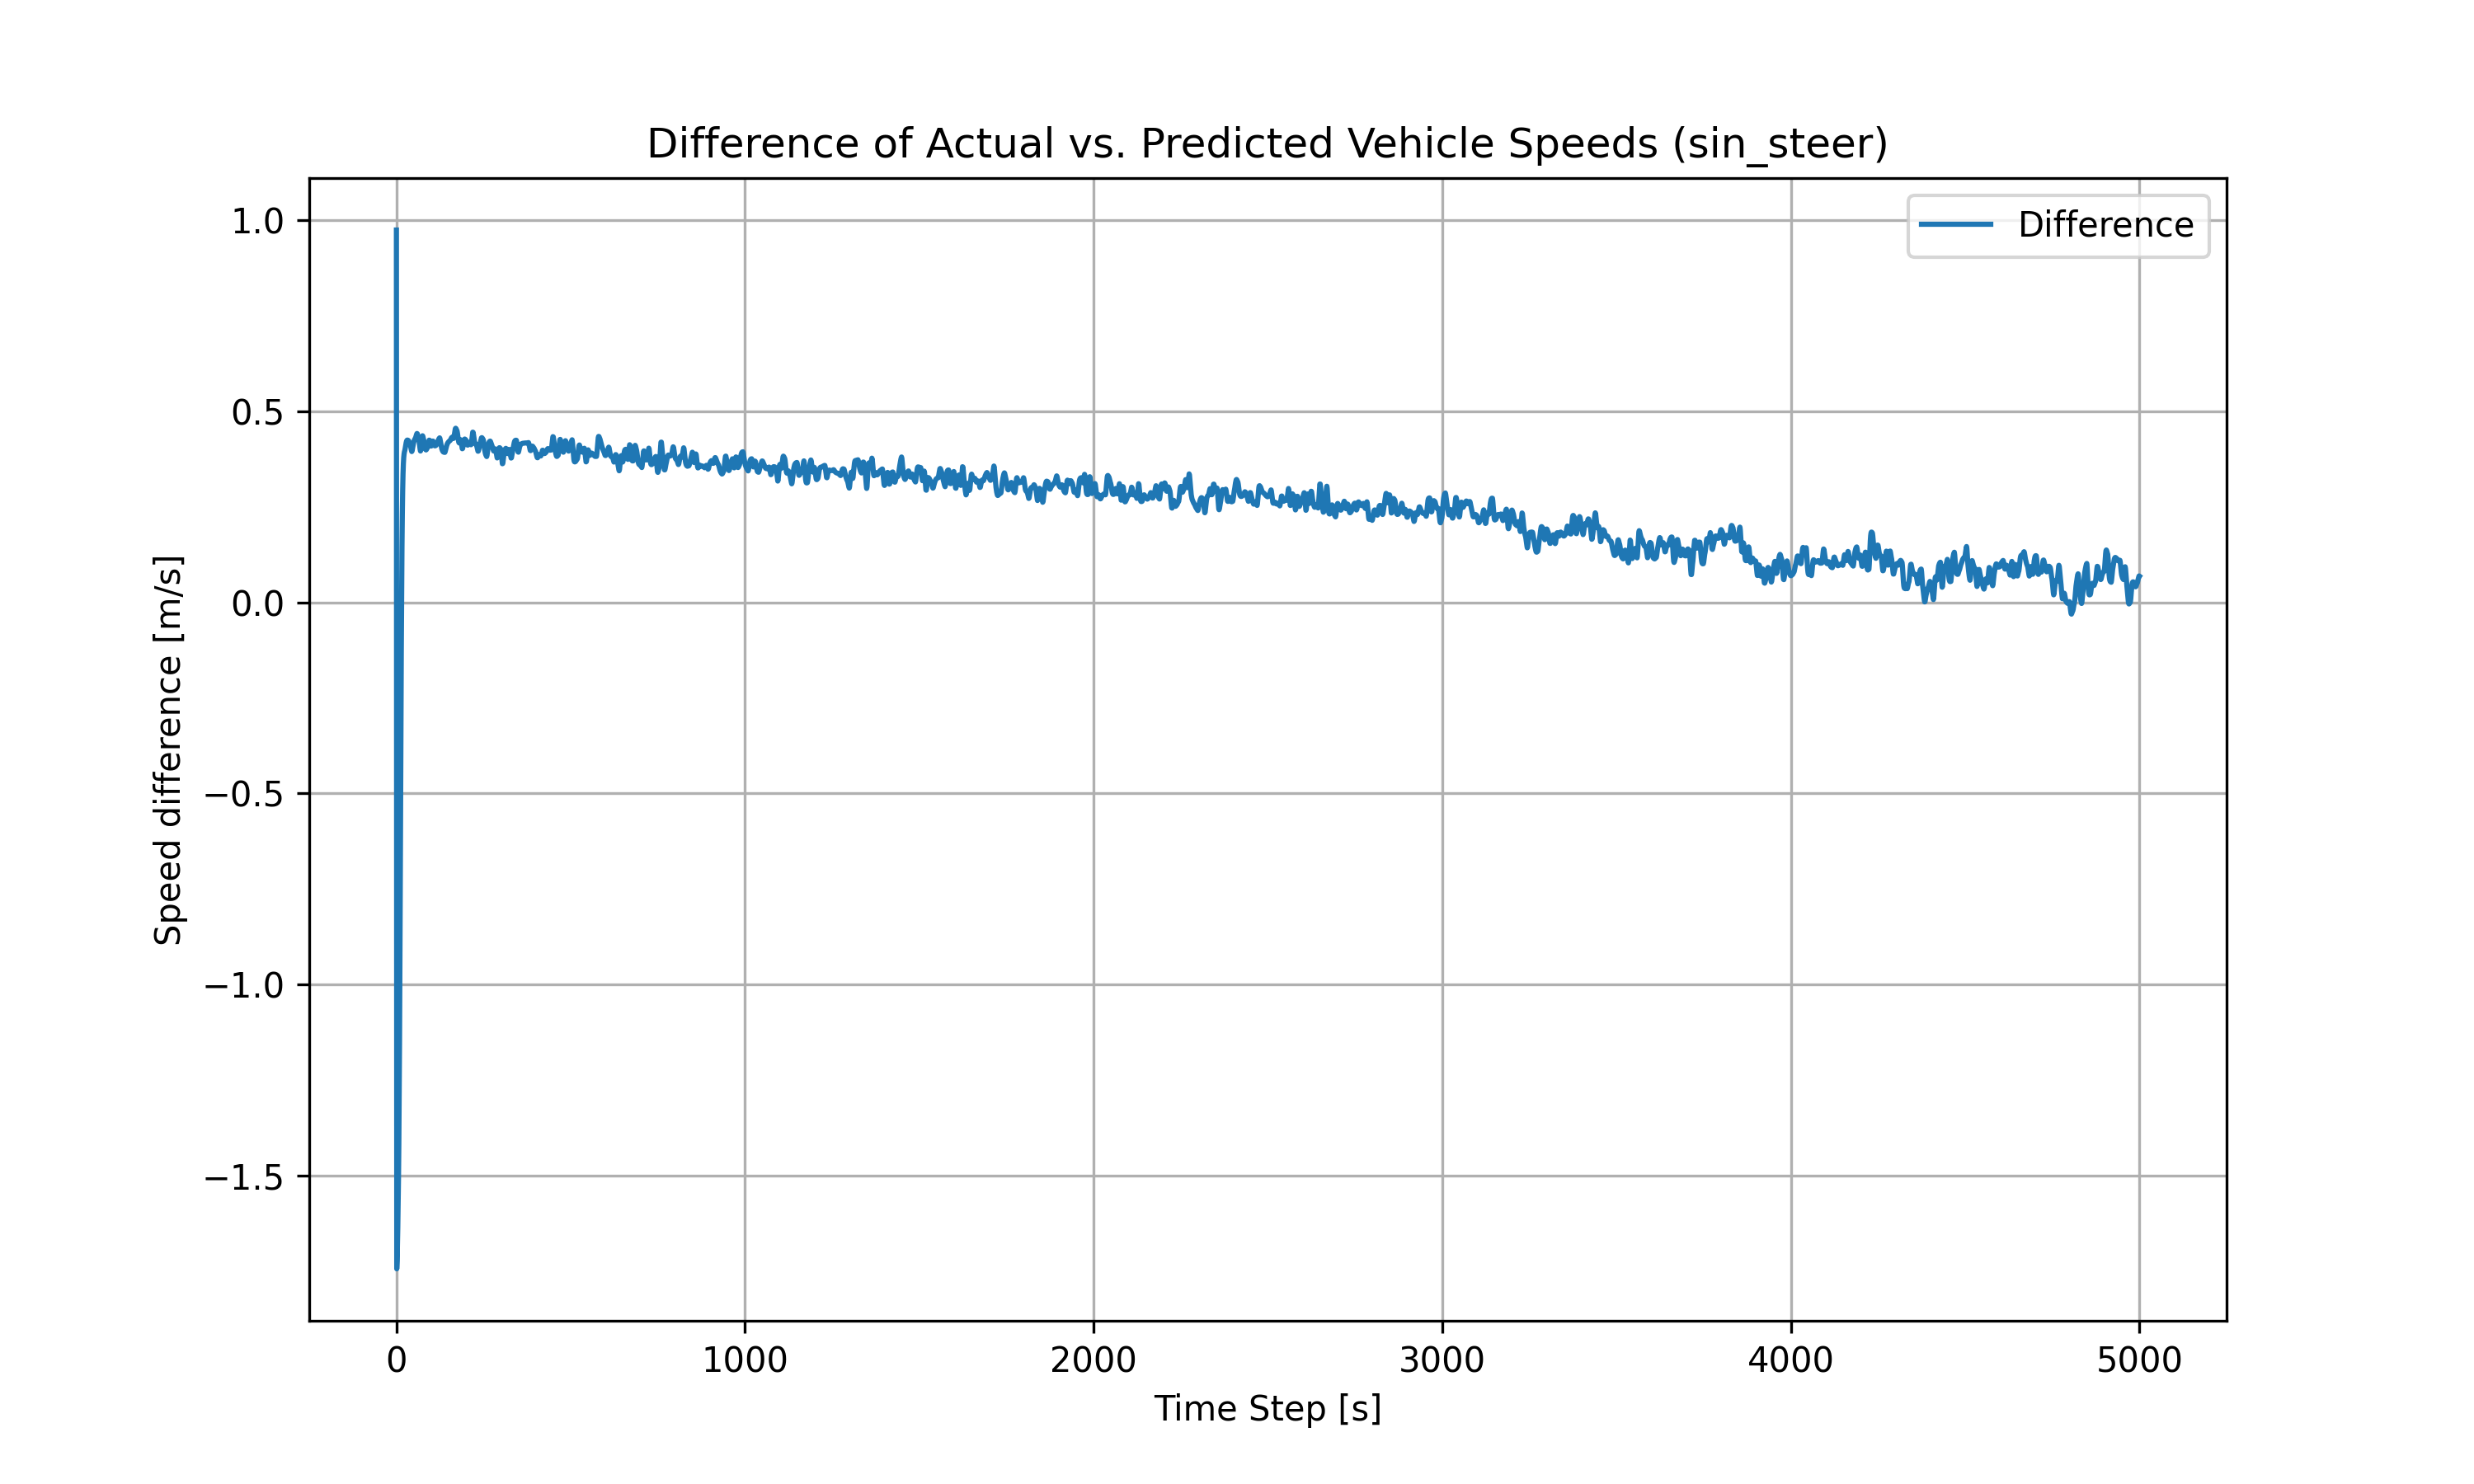 Difference of Actual vs. Predicted Vehicle Speeds (sin_steer)
Difference
1.0
0.5
0.0
−0.5
−1.0
−1.5
Speed difference [m/s]
0 1000 2000 3000 4000 5000
Time Step [s]